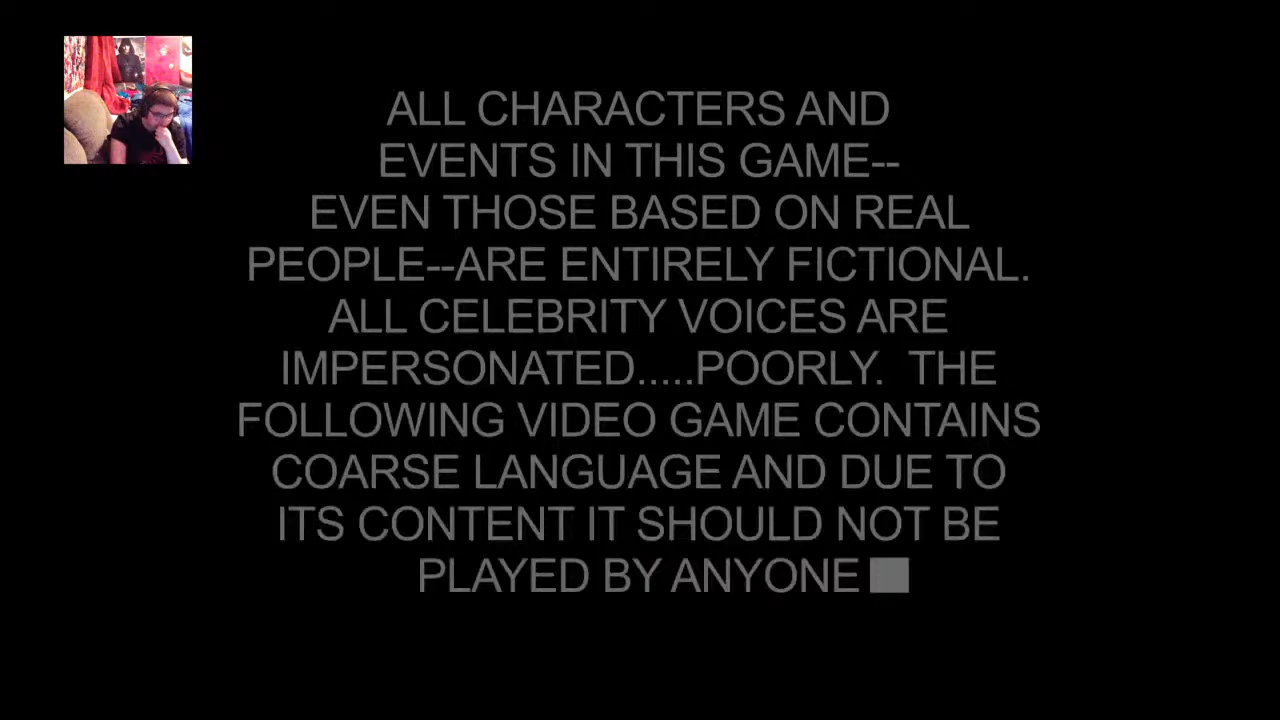 ALL CHARACTERS AND
EVENTS IN THIS GAME--
EVEN THOSE BASED ON REAL
PEOPLE--ARE ENTIRELY FICTIONAL.
ALL CELEBRITY VOICES ARE
IMPERSONATED.....POORLY.  THE
FOLLOWING VIDEO GAME CONTAINS
COARSE LANGUAGE AND DUE TO
ITS CONTENT IT SHOULD NOT BE
PLAYED BY ANYONE